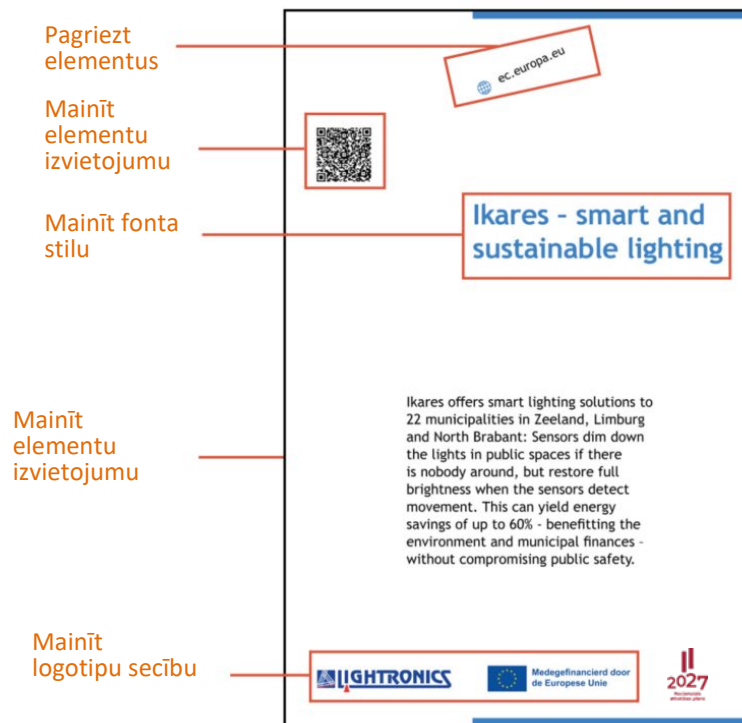 Pagriezt
elementus
ec.europa.eu
Mainīt
elementu
izvietojumu
Mainīt fonta
stilu
Ikares - smart and
sustainable lighting
Mainīt
elementu
izvietojumu
Ikares offers smart lighting solutions to
22 municipalities in Zeeland, Limburg
and North Brabant: Sensors dim down
the lights in public spaces if there
is nobody around, but restore full
brightness when the sensors detect
movement. This can yield energy
savings of up to 60% - benefitting the
environment and municipal finances -
without compromising public safety.
Mainīt
logotipu secību
LIGHTRONICS
Medegefinancierd door
de Europese Unie
2027
Nacionālais
attīstības plāns